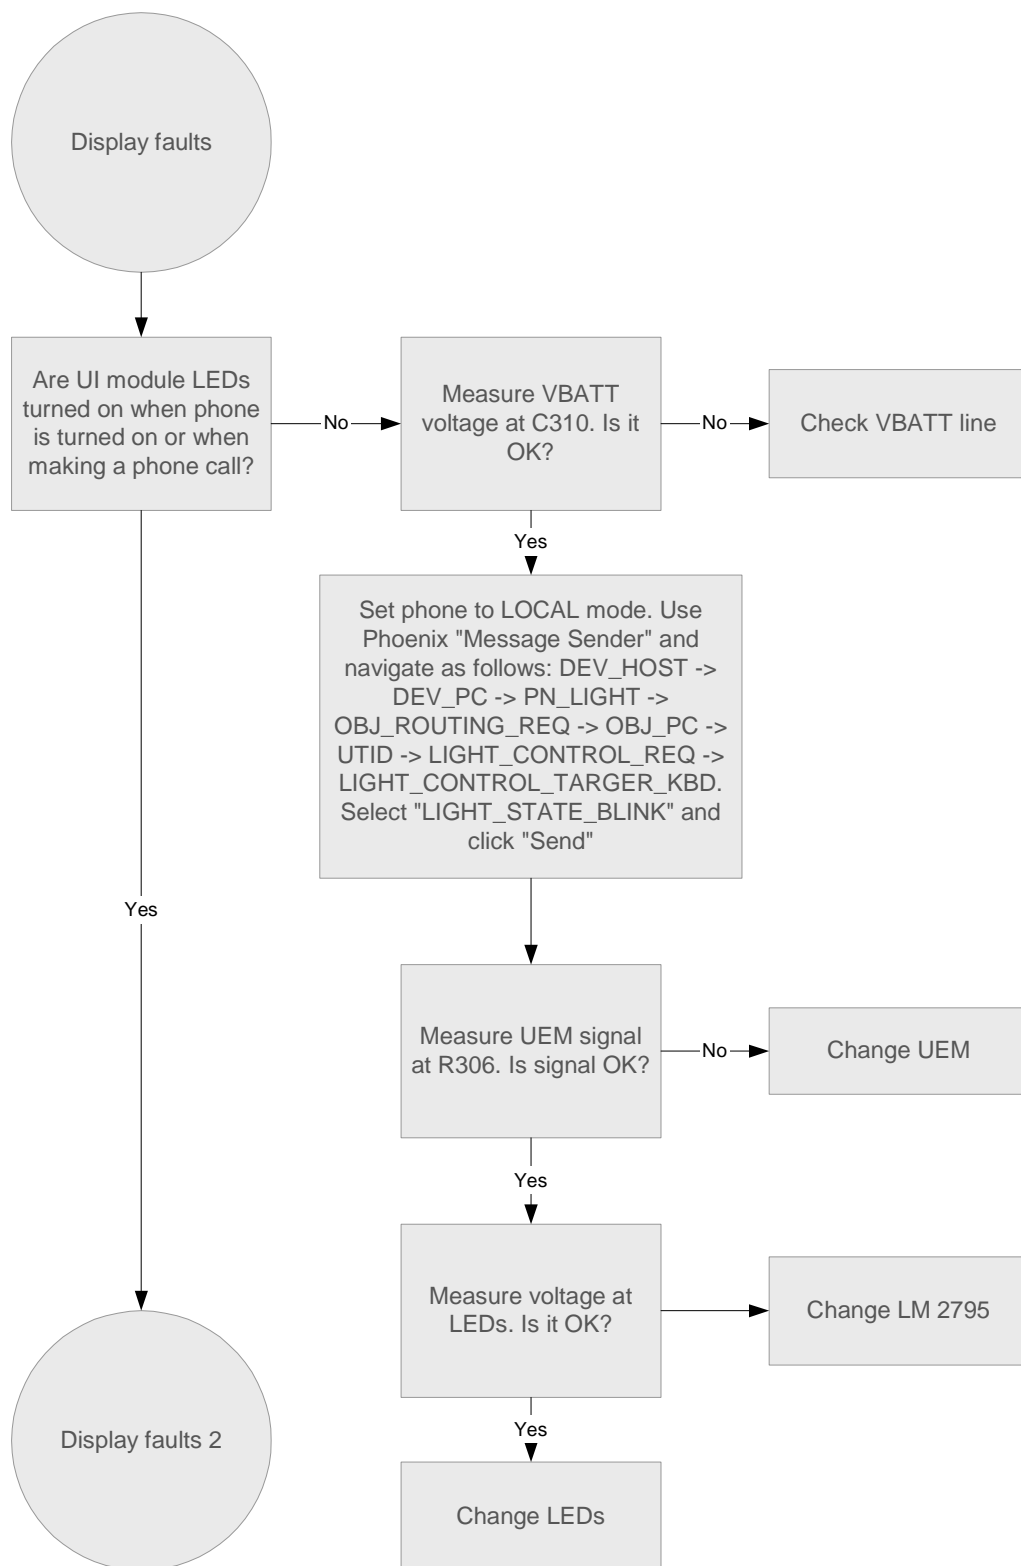 Display faults
Are UI module LEDs
turned on when phone
is turned on or when
making a phone call?
No
Measure VBATT
voltage at C310. Is it
OK?
No
Check VBATT line
Yes
Set phone to LOCAL mode. Use
Phoenix "Message Sender" and
navigate as follows: DEV_HOST ->
DEV_PC -> PN_LIGHT ->
OBJ_ROUTING_REQ -> OBJ_PC ->
UTID -> LIGHT_CONTROL_REQ ->
LIGHT_CONTROL_TARGER_KBD.
Select "LIGHT_STATE_BLINK" and
click "Send"
Yes
Measure UEM signal
at R306. Is signal OK?
No
Change UEM
Yes
Measure voltage at
LEDs. Is it OK?
Change LM 2795
Yes
Display faults 2
Change LEDs